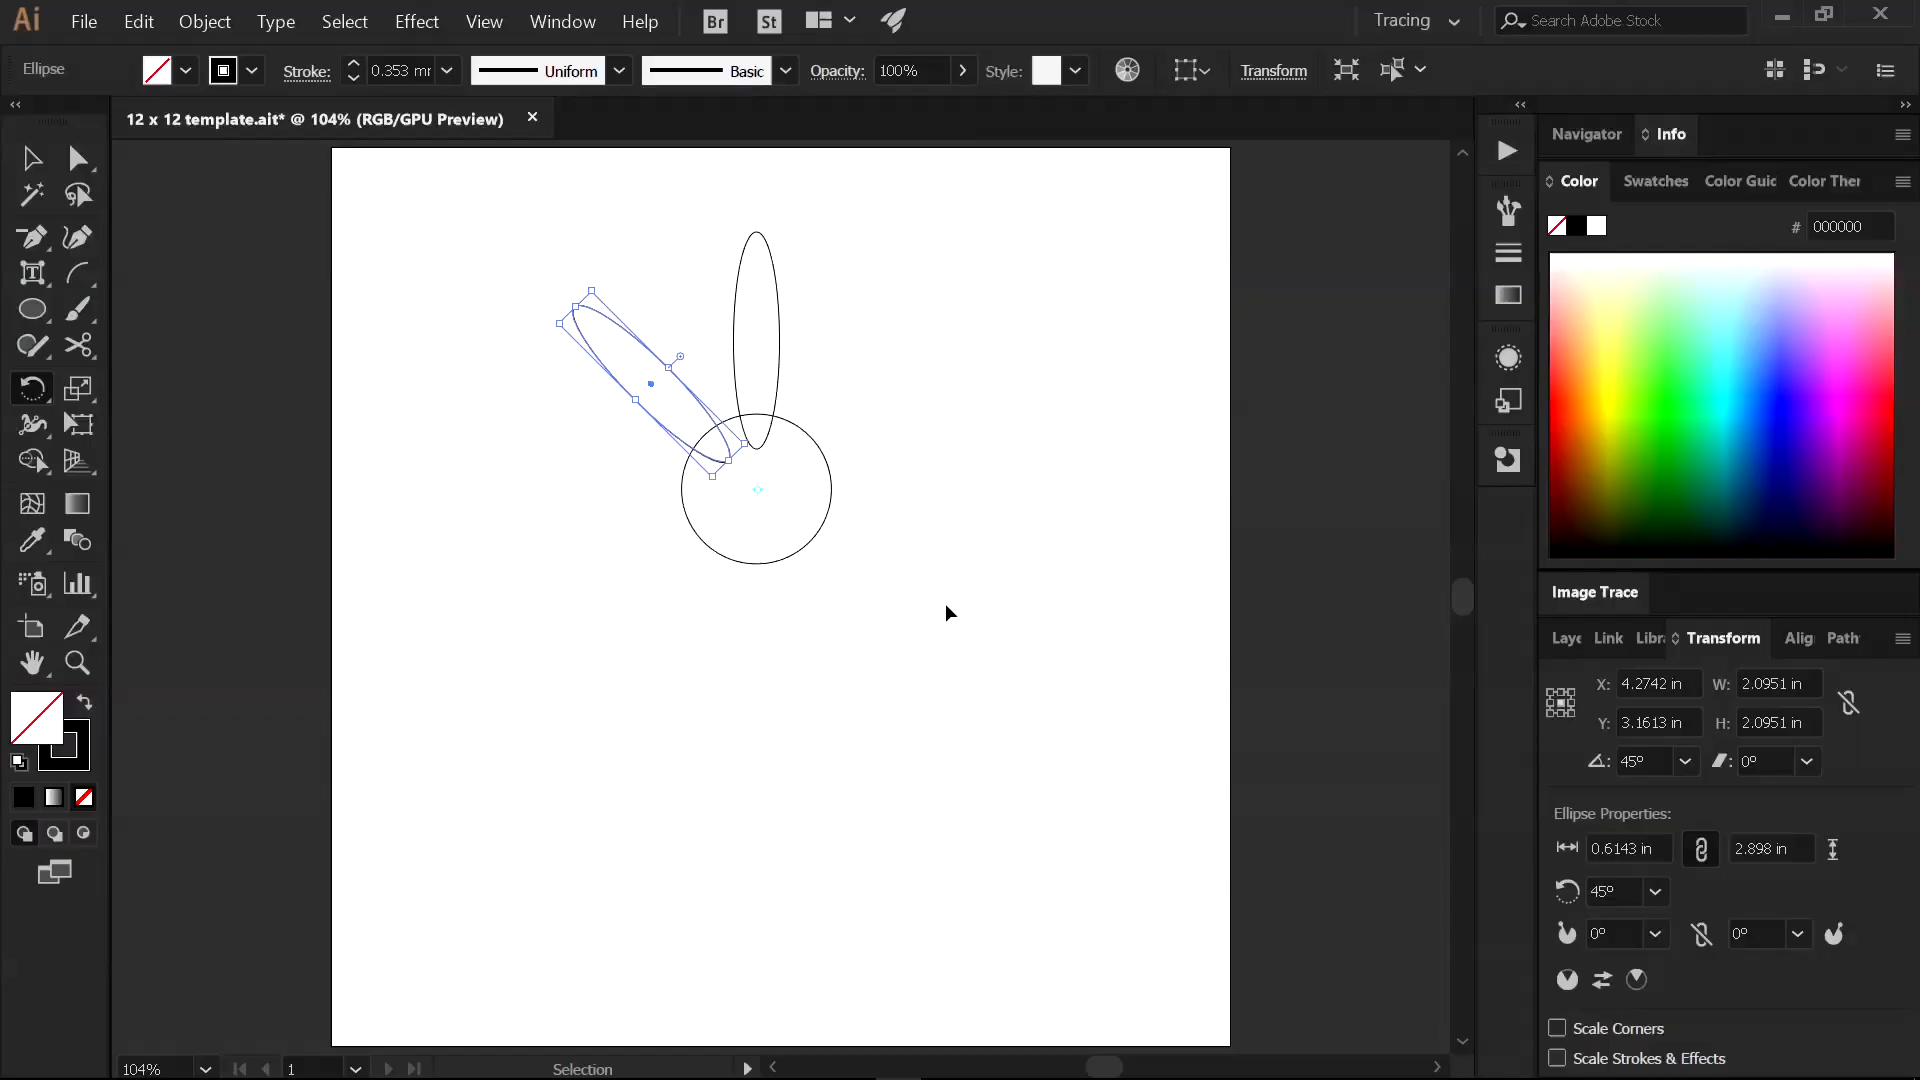 Ai File Edit Object Type Select Effect View Window Help Br St Tracing Search Adobe Stock
Ellipse Stroke: 0.353 mr Uniform Basic Opacity: 100% Style: Transform
12 x 12 template.ait* @ 104% (RGB/GPU Preview)
Navigator Info
Color Swatches Color Guic Color Ther
# 000000
Image Trace
Laye Link Libra Transform Alig Path
X: 4.2742 in W: 2.0951 in
Y: 3.1613 in H: 2.0951 in
45° 0°
Ellipse Properties:
0.6143 in 2.898 in
45°
0° 0°
Scale Corners
Scale Strokes & Effects
104% 1 Selection